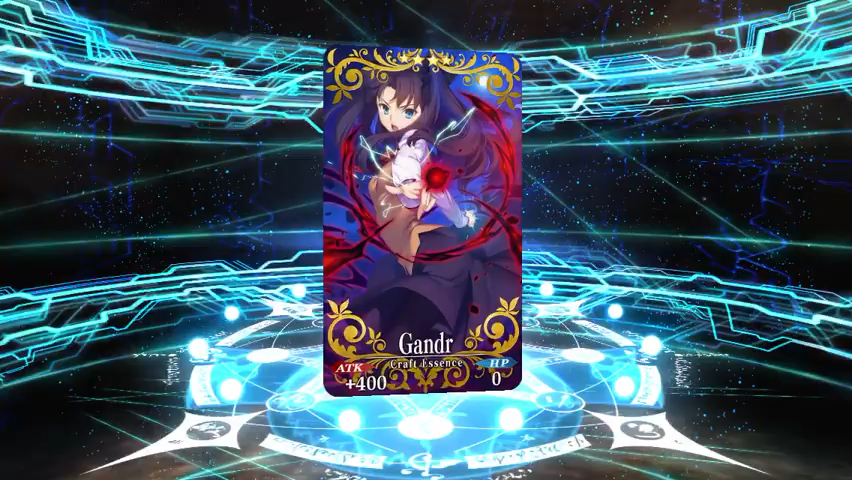 Gandr
Craft Essence
ATK
HP
+400
0